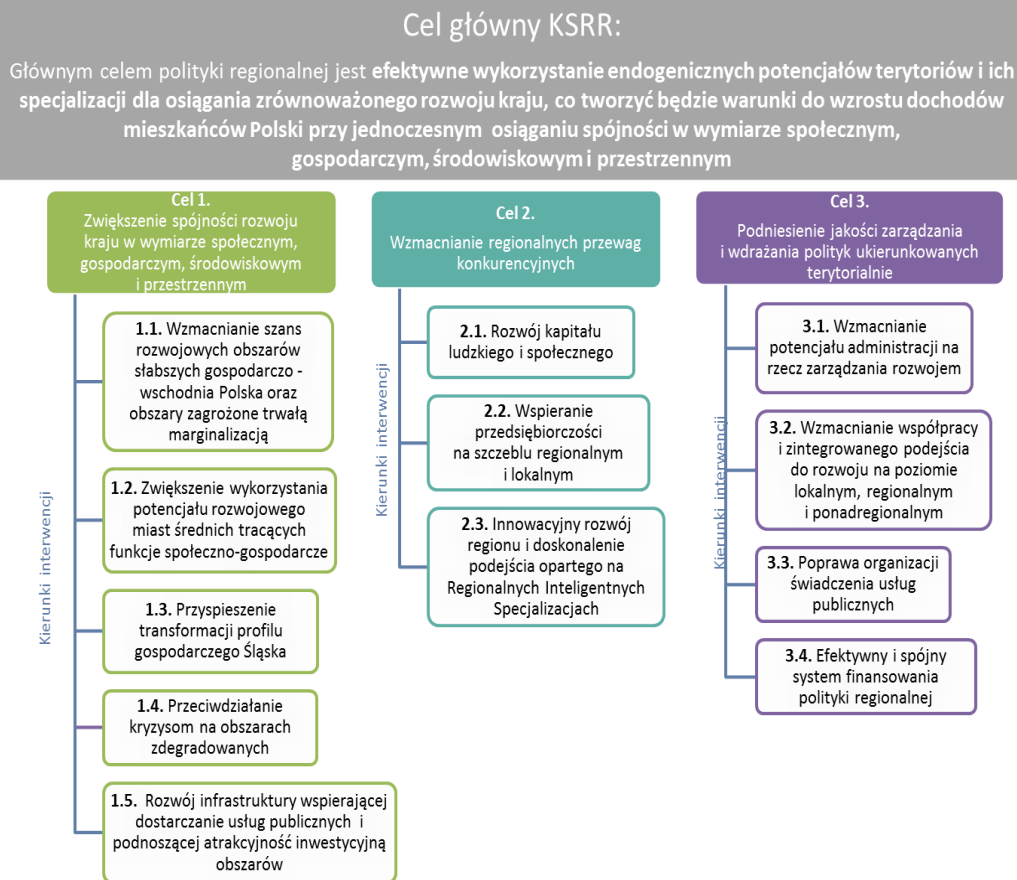 Cel główny KSRR:
Głównym celem polityki regionalnej jest efektywne wykorzystanie endogenicznych potencjałów terytoriów i ich
specjalizacji dla osiągania zrównoważonego rozwoju kraju, co tworzyć będzie warunki do wzrostu dochodów
mieszkańców Polski przy jednoczesnym osiąganiu spójności w wymiarze społecznym,
gospodarczym, środowiskowym i przestrzennym
Cel 1.
Zwiększenie spójności rozwoju
kraju w wymiarze społecznym,
gospodarczym, środowiskowym
i przestrzennym
Kierunki interwencji
1.1. Wzmacnianie szans
rozwojowych obszarów
słabszych gospodarczo -
wschodnia Polska oraz
obszary zagrożone trwałą
marginalizacją
1.2. Zwiększenie wykorzystania
potencjału rozwojowego
miast średnich tracących
funkcje społeczno-gospodarcze
1.3. Przyspieszenie
transformacji profilu
gospodarczego Śląska
1.4. Przeciwdziałanie
kryzysom na obszarach
zdegradowanych
1.5. Rozwój infrastruktury wspierającej
dostarczanie usług publicznych i
podnoszącej atrakcyjność inwestycyjną
obszarów
Cel 2.
Wzmacnianie regionalnych przewag
konkurencyjnych
Kierunki interwencji
2.1. Rozwój kapitału
ludzkiego i społecznego
2.2. Wspieranie
przedsiębiorczości
na szczeblu regionalnym
i lokalnym
2.3. Innowacyjny rozwój
regionu i doskonalenie
podejścia opartego na
Regionalnych Inteligentnych
Specjalizacjach
Cel 3.
Podniesienie jakości zarządzania
i wdrażania polityk ukierunkowanych
terytorialnie
Kierunki interwencji
3.1. Wzmacnianie
potencjału administracji na
rzecz zarządzania rozwojem
3.2. Wzmacnianie współpracy
i zintegrowanego podejścia
do rozwoju na poziomie
lokalnym, regionalnym
i ponadregionalnym
3.3. Poprawa organizacji
świadczenia usług
publicznych
3.4. Efektywny i spójny
system finansowania
polityki regionalnej